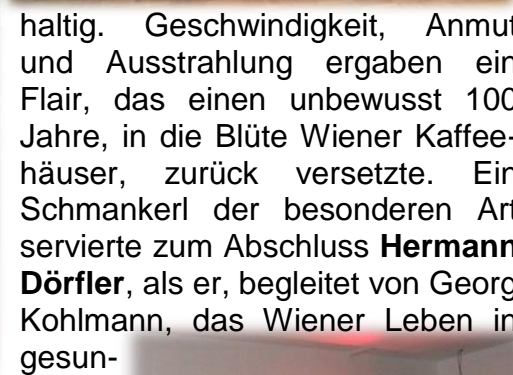 haltig. Geschwindigkeit, Anmut
und Ausstrahlung ergaben ein
Flair, das einen unbewusst 100
Jahre, in die Blüte Wiener Kaffee-
häuser, zurück versetzte. Ein
Schmankerl der besonderen Art
servierte zum Abschluss Hermann
Dörfler, als er, begleitet von Georg
Kohlmann, das Wiener Leben in
gesun-